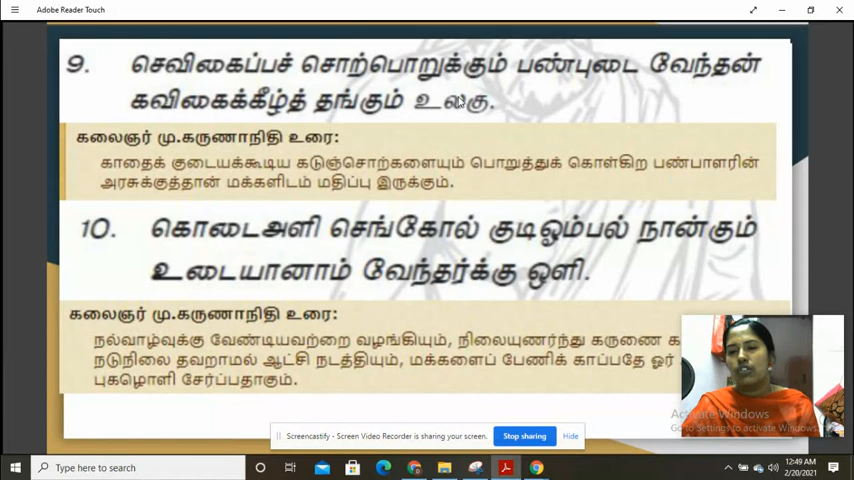 Adobe Reader Touch
9. செவிகைப்பச் சொற்பொறுக்கும் பண்புடை வேந்தன்
கவிகைக்கீழ்த் தங்கும் உலகு.
கலைஞர் மு.கருணாநிதி உரை:
காதைக் குடையக்கூடிய கடுஞ்சொற்களையும் பொறுத்துக் கொள்கிற பண்பாளரின்
அரசுக்குத்தான் மக்களிடம் மதிப்பு இருக்கும்.
10. கொடைஅளி செங்கோல் குடிஓம்பல் நான்கும்
உடையானாம் வேந்தர்க்கு ஒளி.
கலைஞர் மு.கருணாநிதி உரை:
நல்வாழ்வுக்கு வேண்டியவற்றை வழங்கியும், நிலையுணர்ந்து கருணை
நடுநிலை தவறாமல் ஆட்சி நடத்தியும், மக்களைப் பேணிக் காப்பதே ஓர்
புகழொளி சேர்ப்பதாகும்.
Activate Windows
Go to Settings to activate Windows.
Screencastify - Screen Video Recorder is sharing your screen. Stop sharing Hide
Type here to search
12:49 AM
2/20/2021